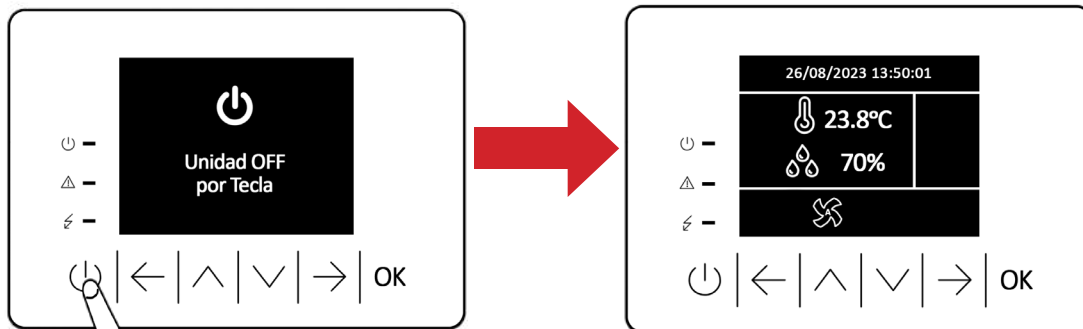 Unidad OFF
por Tecla
OK
26/08/2023 13:50:01
23.8ºC
70%
A
OK